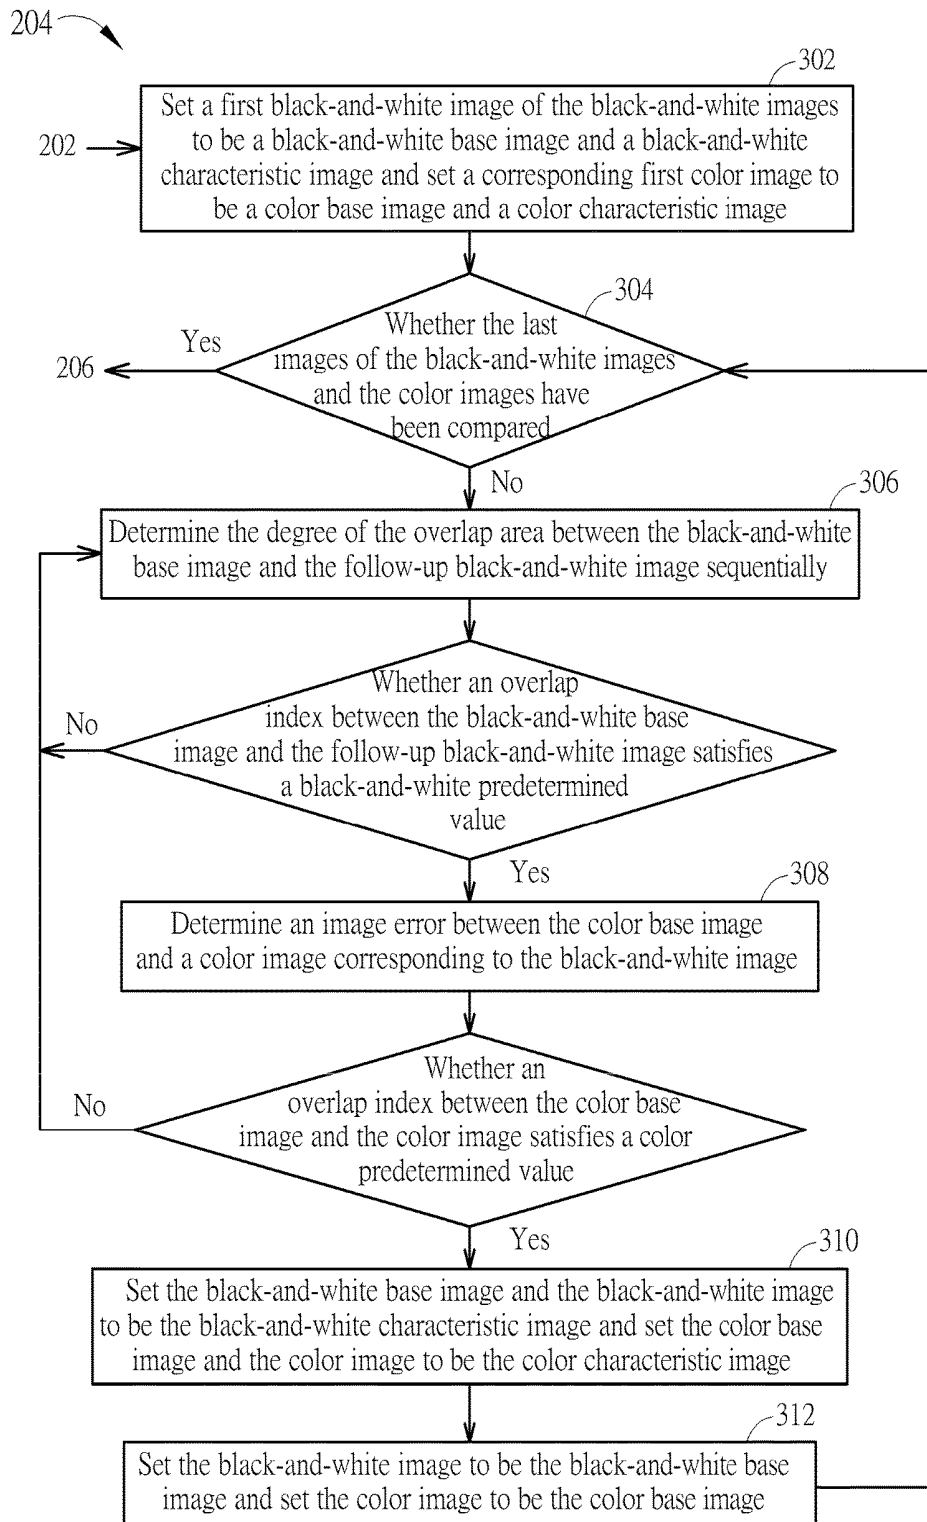 204
302
Set a first black-and-white image of the black-and-white images
to be a black-and-white base image and a black-and-white
characteristic image and set a corresponding first color image to
be a color base image and a color characteristic image
202
304
Whether the last
images of the black-and-white images
and the color images have
been compared
Yes
206
No
306
Determine the degree of the overlap area between the black-and-white
base image and the follow-up black-and-white image sequentially
Whether an overlap
index between the black-and-white base
image and the follow-up black-and-white image satisfies
a black-and-white predetermined
value
No
Yes
308
Determine an image error between the color base image
and a color image corresponding to the black-and-white image
Whether an
overlap index between the color base
image and the color image satisfies a color
predetermined value
No
Yes
310
Set the black-and-white base image and the black-and-white image
to be the black-and-white characteristic image and set the color base
image and the color image to be the color characteristic image
312
Set the black-and-white image to be the black-and-white base
image and set the color image to be the color base image